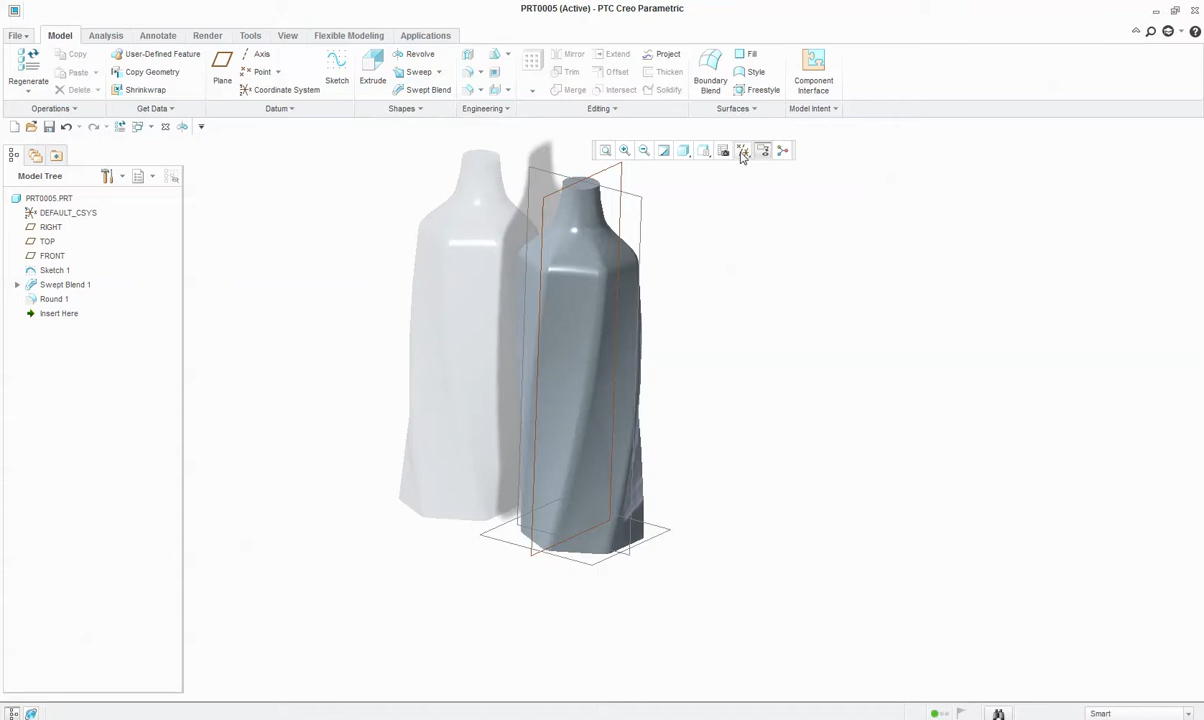 PRT0005 (Active) - PTC Creo Parametric
File Model Analysis Annotate Render Tools View Flexible Modeling Applications
Regenerate
Copy
Paste
Delete
User-Defined Feature
Copy Geometry
Shrinkwrap
Plane
Axis
Point
Coordinate System
Sketch
Extrude
Revolve
Sweep
Swept Blend
Mirror Extend Project
Trim Offset Thicken
Merge Intersect Solidify
Boundary
Blend
Fill
Style
Freestyle
Component
Interface
Operations Get Data Datum Shapes Engineering Editing Surfaces Model Intent
Model Tree
PRT0005.PRT
DEFAULT_CSYS
RIGHT
TOP
FRONT
Sketch 1
Swept Blend 1
Round 1
Insert Here
Smart